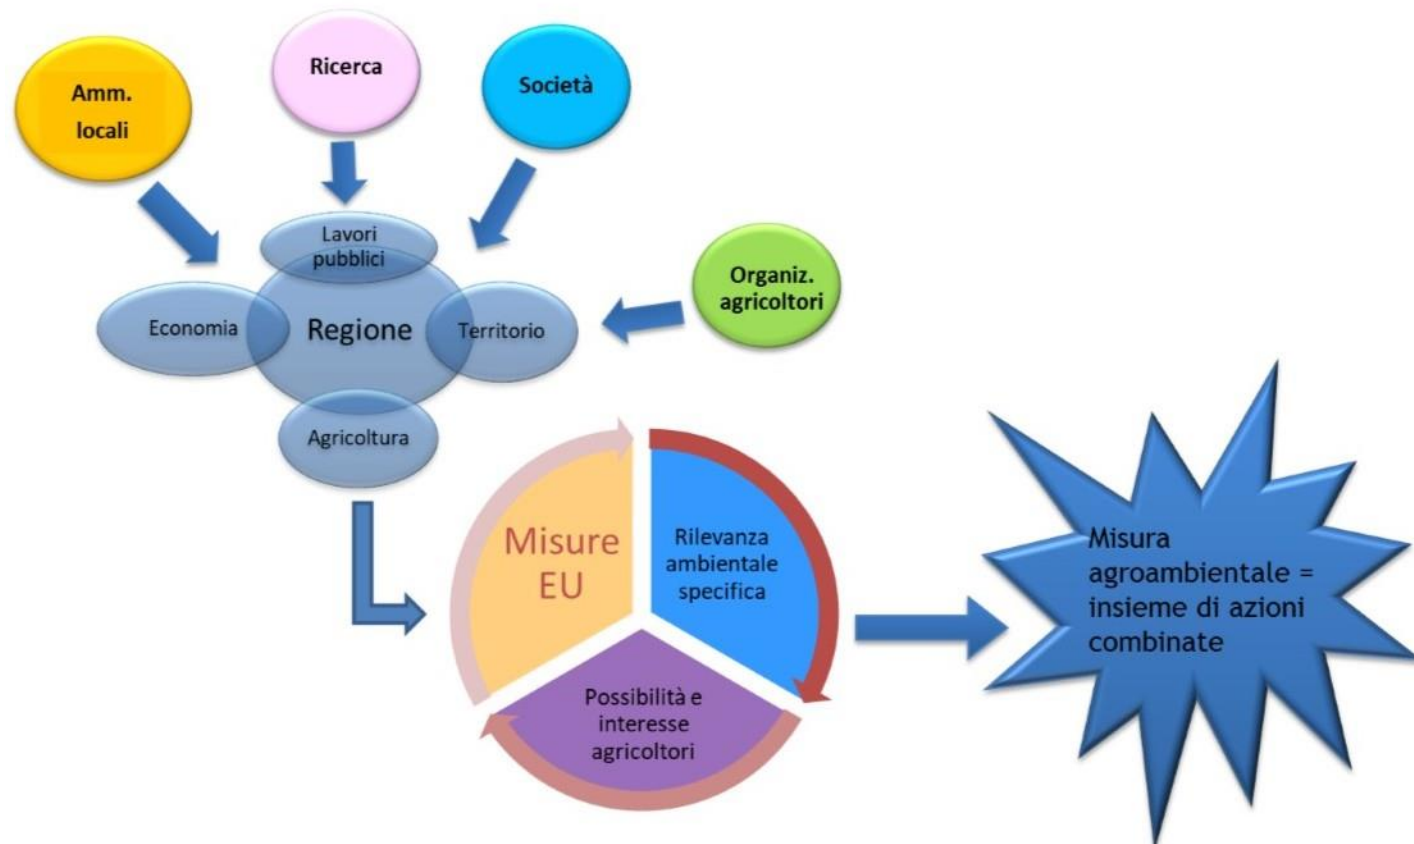 Amm.
locali
Ricerca
Società
Lavori
pubblici
Economia
Regione
Territorio
Organiz.
agricoltori
Agricoltura
Misure
EU
Rilevanza
ambientale
specifica
Possibilità e
interesse
agricoltori
Misura
agroambientale =
insieme di azioni
combinate